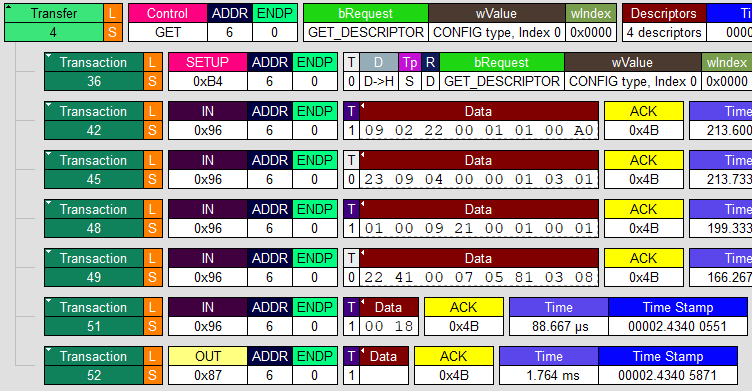 Transfer L Control ADDR ENDP bRequest wValue wIndex Descriptors Ti
4 S GET 6 0 GET_DESCRIPTOR CONFIG type, Index 0 0x0000 4 descriptors 0000
Transaction L SETUP ADDR ENDP T D Tp R bRequest wValue wIndex
36 S 0xB4 6 0 0 D->H S D GET_DESCRIPTOR CONFIG type, Index 0 0x0000
Transaction L IN ADDR ENDP T Data ACK Time
42 S 0x96 6 0 1 09 02 22 00 01 01 00 A0 0x4B 213.600
Transaction L IN ADDR ENDP T Data ACK Time
45 S 0x96 6 0 0 23 09 04 00 00 01 03 01 0x4B 213.733
Transaction L IN ADDR ENDP T Data ACK Time
48 S 0x96 6 0 1 01 00 09 21 00 01 00 01 0x4B 199.333
Transaction L IN ADDR ENDP T Data ACK Time
49 S 0x96 6 0 0 22 41 00 07 05 81 03 08 0x4B 166.267
Transaction L IN ADDR ENDP T Data ACK Time Time Stamp
51 S 0x96 6 0 1 00 18 0x4B 88.667 µs 00002.4340 0551
Transaction L OUT ADDR ENDP T Data ACK Time Time Stamp
52 S 0x87 6 0 1 0x4B 1.764 ms 00002.4340 5871